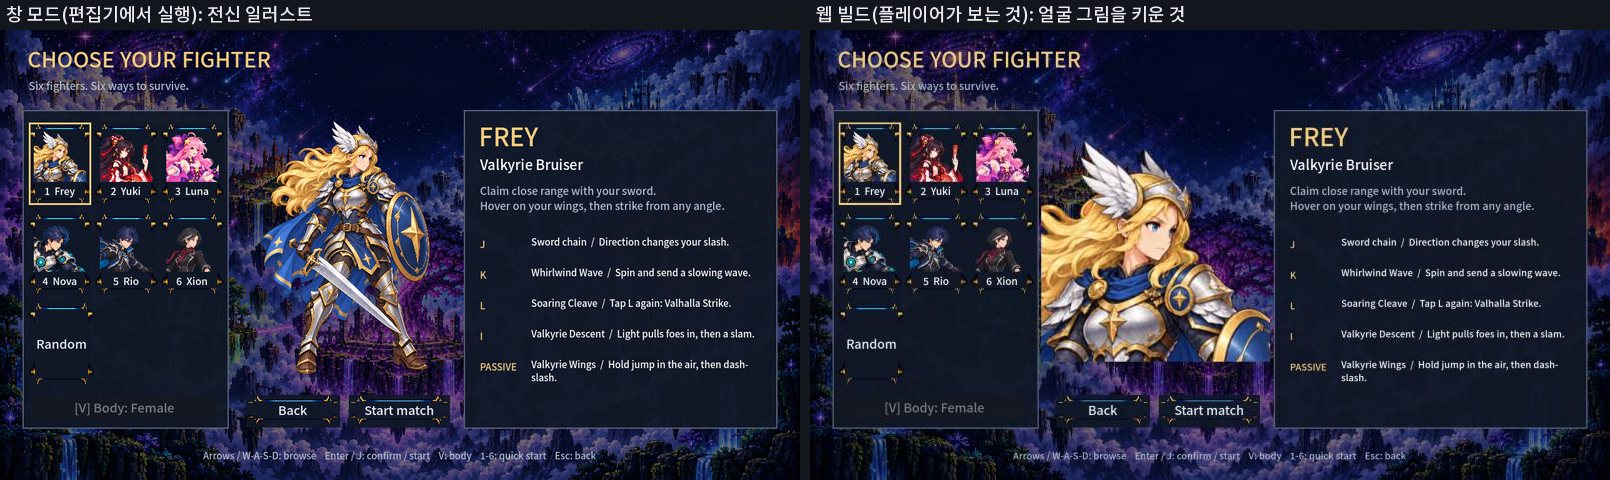 창 모드(편집기에서 실행): 전신 일러스트
CHOOSE YOUR FIGHTER
Six fighters. Six ways to survive.
1 Frey
2 Yuki
3 Luna
4 Nova
5 Rio
6 Xion
Random
[V] Body: Female
Back
Start match
FREY
Valkyrie Bruiser
Claim close range with your sword.
Hover on your wings, then strike from any angle.
J Sword chain / Direction changes your slash.
K Whirlwind Wave / Spin and send a slowing wave.
L Soaring Cleave / Tap L again: Valhalla Strike.
I Valkyrie Descent / Light pulls foes in, then a slam.
PASSIVE Valkyrie Wings / Hold jump in the air, then dash-
slash.
Arrows / W-A-S-D: browse Enter / J: confirm / start V: body 1-6: quick start Esc: back
웹 빌드(플레이어가 보는 것): 얼굴 그림을 키운 것
CHOOSE YOUR FIGHTER
Six fighters. Six ways to survive.
1 Frey
2 Yuki
3 Luna
4 Nova
5 Rio
6 Xion
Random
[V] Body: Female
Back
Start match
FREY
Valkyrie Bruiser
Claim close range with your sword.
Hover on your wings, then strike from any angle.
J Sword chain / Direction changes your slash.
K Whirlwind Wave / Spin and send a slowing wave.
L Soaring Cleave / Tap L again: Valhalla Strike.
I Valkyrie Descent / Light pulls foes in, then a slam.
PASSIVE Valkyrie Wings / Hold jump in the air, then dash-
slash.
Arrows / W-A-S-D: browse Enter / J: confirm / start V: body 1-6: quick start Esc: back